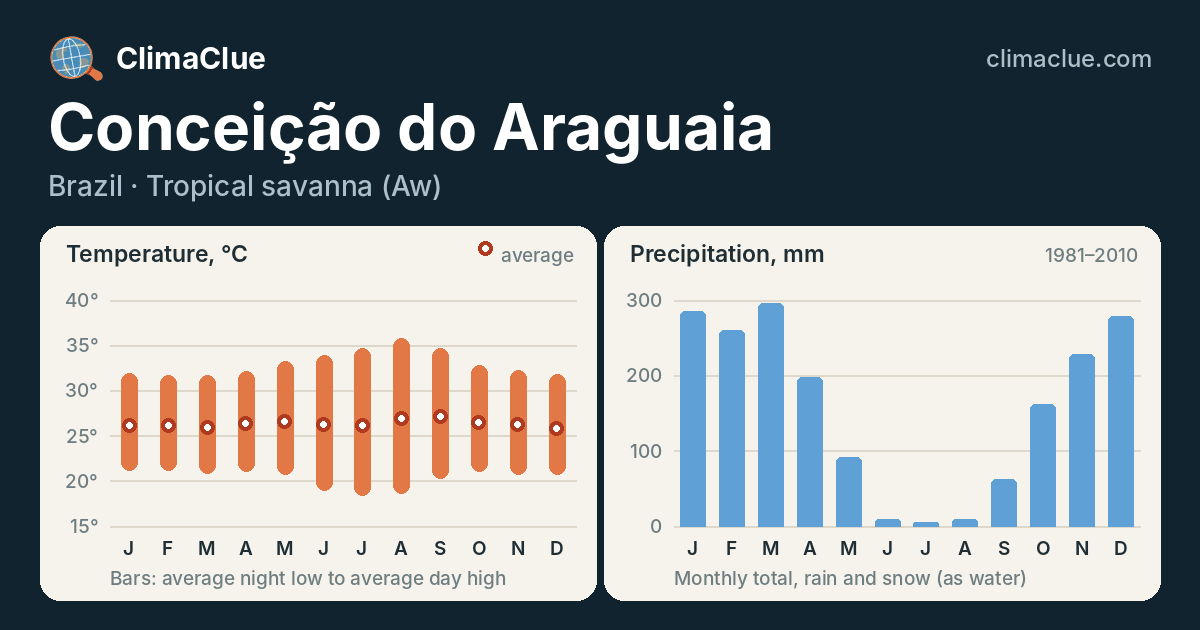 ClimaClue
climaclue.com
Conceição do Araguaia
Brazil · Tropical savanna (Aw)
Temperature, °C
average
40°
35°
30°
25°
20°
15°
J F M A M J J A S O N D
Bars: average night low to average day high
Precipitation, mm
1981–2010
300
200
100
0
J F M A M J J A S O N D
Monthly total, rain and snow (as water)